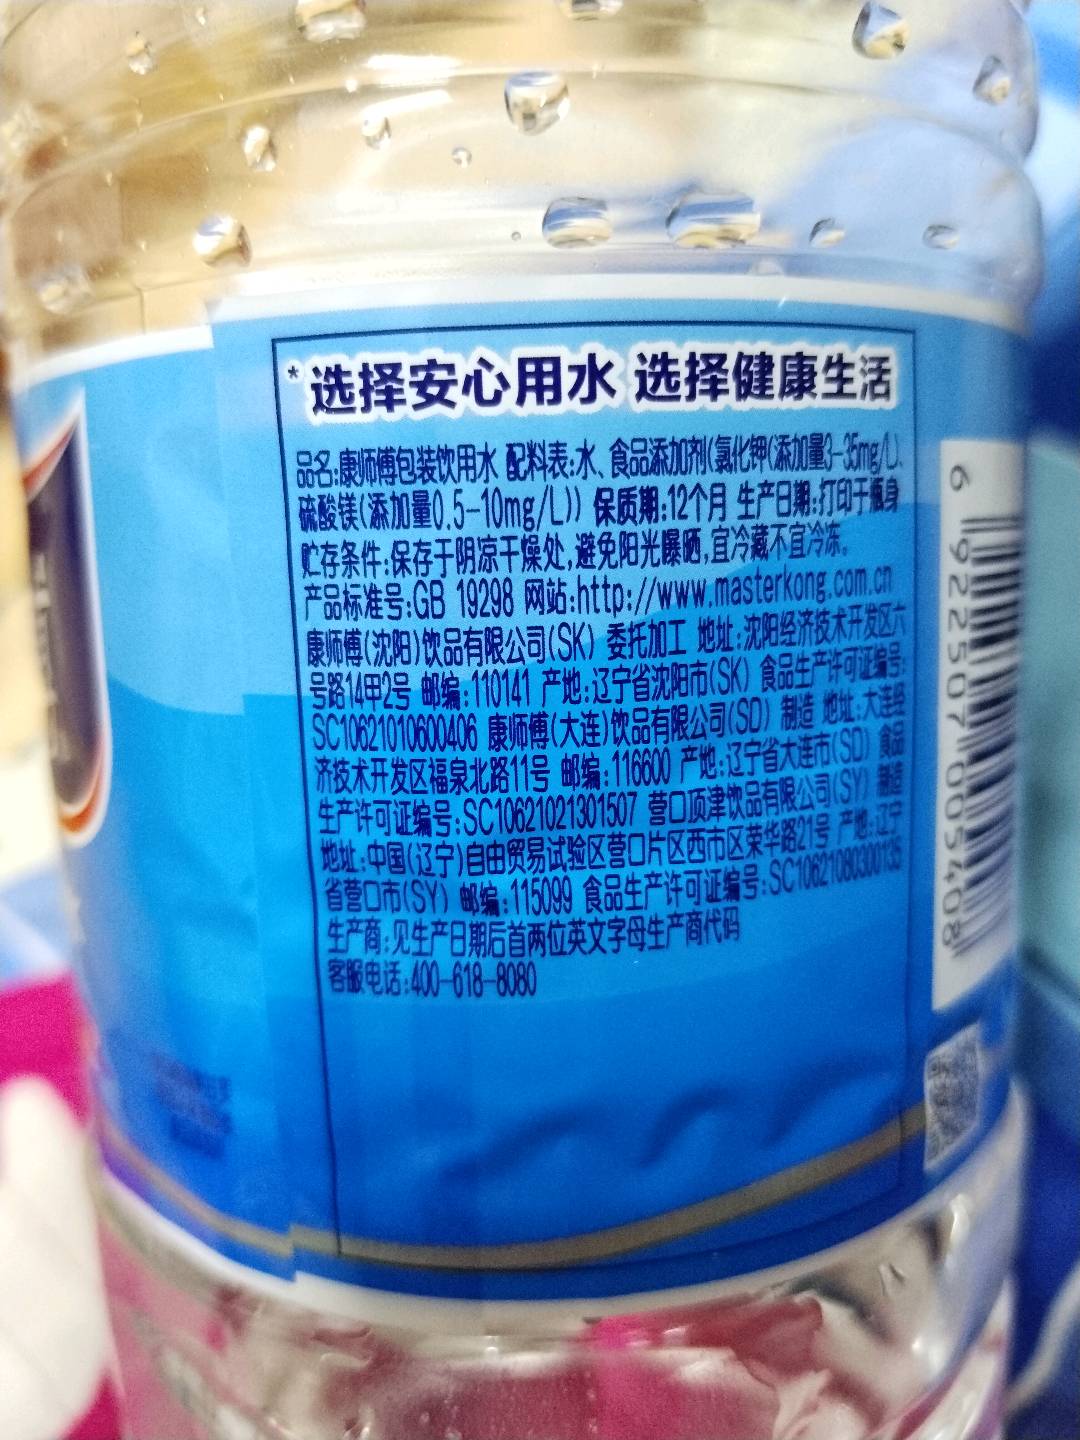 *选择安心用水 选择健康生活
品名:康师傅包装饮用水 配料表:水、食品添加剂(氯化钾(添加量3-35mg/L)、
硫酸镁(添加量0.5-10mg/L)) 保质期:12个月 生产日期:打印于瓶身
贮存条件:保存于阴凉干燥处,避免阳光曝晒,宜冷藏不宜冷冻。
产品标准号:GB 19298 网站:http://www.masterkong.com.cn
康师傅(沈阳)饮品有限公司(SK) 委托加工 地址:沈阳经济技术开发区六
号路14甲2号 邮编:110141 产地:辽宁省沈阳市(SK) 食品生产许可证编号:
SC10621010600406 康师傅(大连)饮品有限公司(SD) 制造 地址:大连经
济技术开发区福泉北路11号 邮编:116600 产地:辽宁省大连市(SD) 食品
生产许可证编号:SC10621021301507 营口顶津饮品有限公司(SY) 制造
地址:中国(辽宁)自由贸易试验区营口片区西市区荣华路21号 产地:辽宁
省营口市(SY) 邮编:115099 食品生产许可证编号:SC10621080300135
生产商:见生产日期后首两位英文字母生产商代码
客服电话:400-618-8080
6 922507 005408